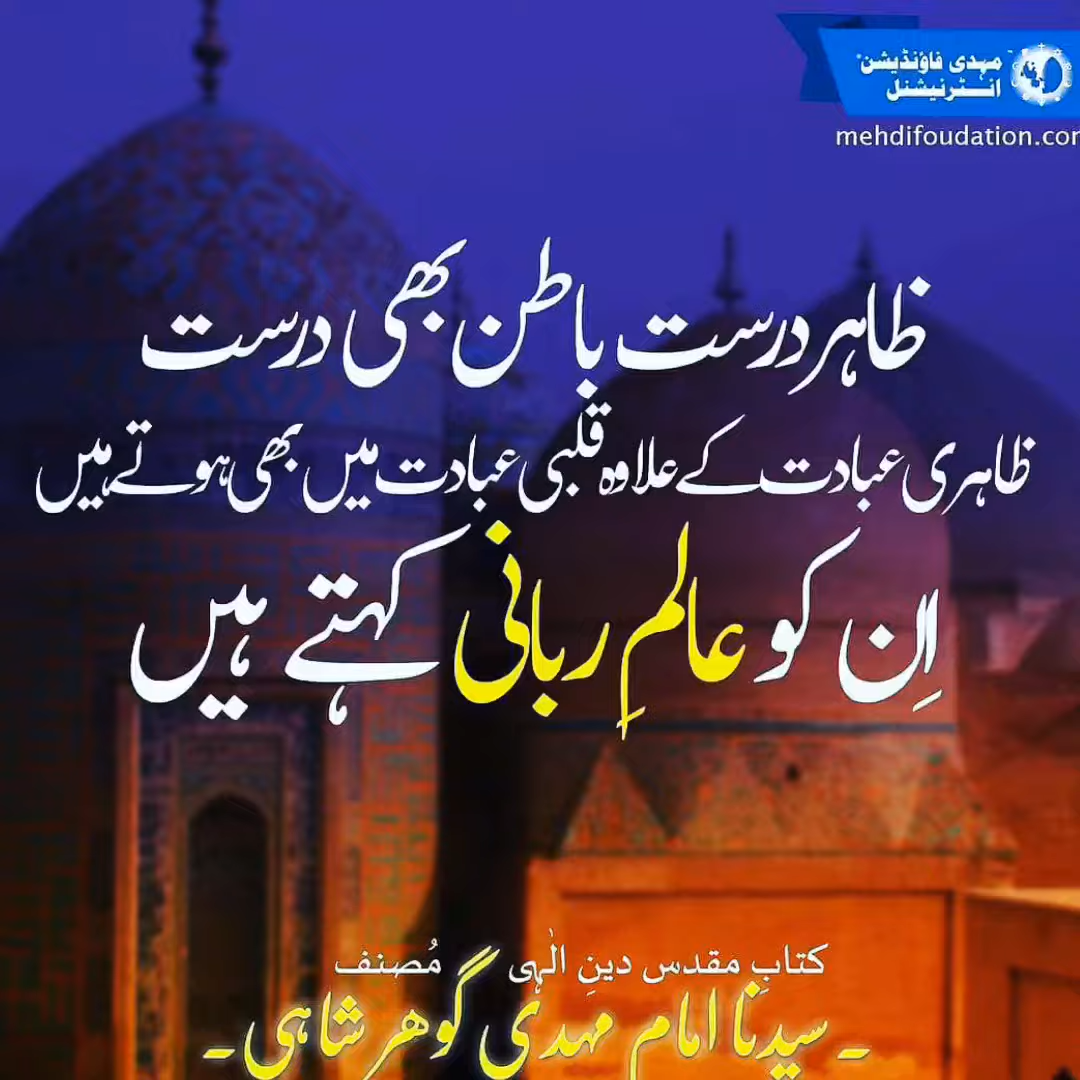 مہدی فاؤنڈیشن
انٹرنیشنل
mehdifoudation.com
ظاہر درست باطن بھی درست
ظاہری عبادت کے علاوہ قلبی عبادت میں بھی ہوتے ہیں
اِن کو عالمِ ربانی کہتے ہیں
کتابِ مقدس دینِ الٰہی مُصنف
۔ سیدنا امام مہدی گوھر شاہی ۔